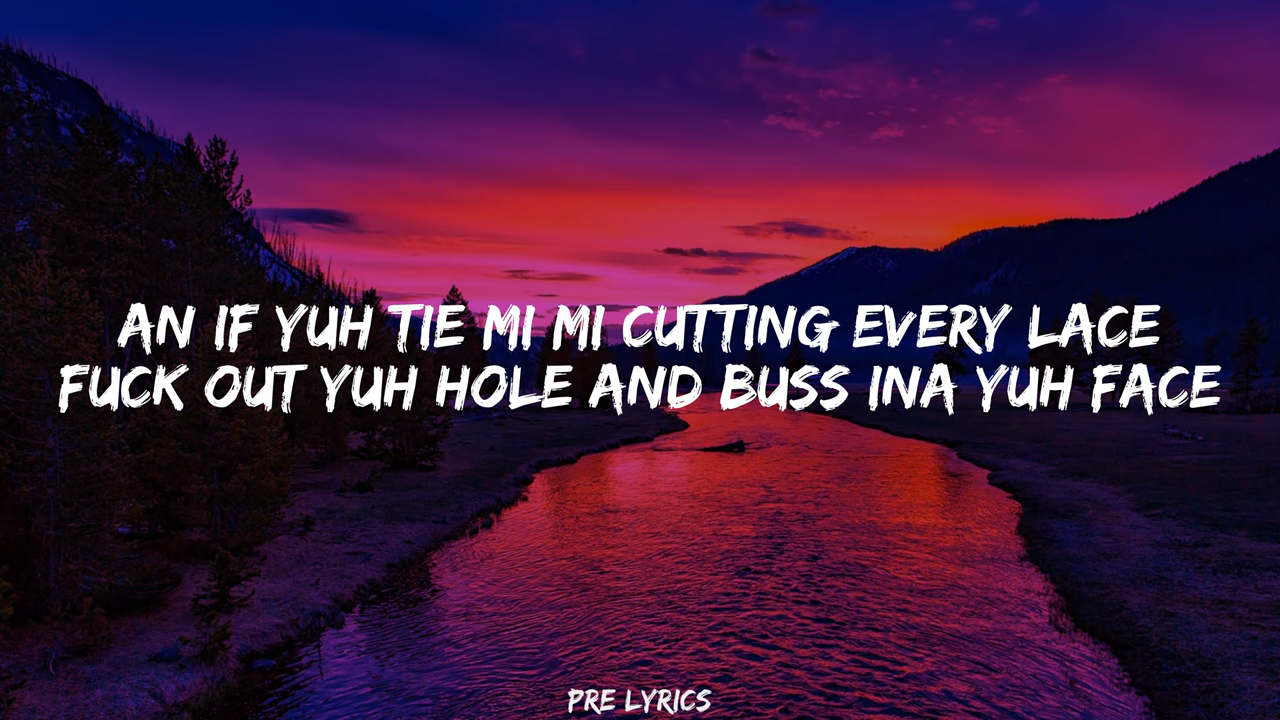 AN IF YUH TIE MI MI CUTTING EVERY LACE
FUCK OUT YUH HOLE AND BUSS INA YUH FACE
PRE LYRICS